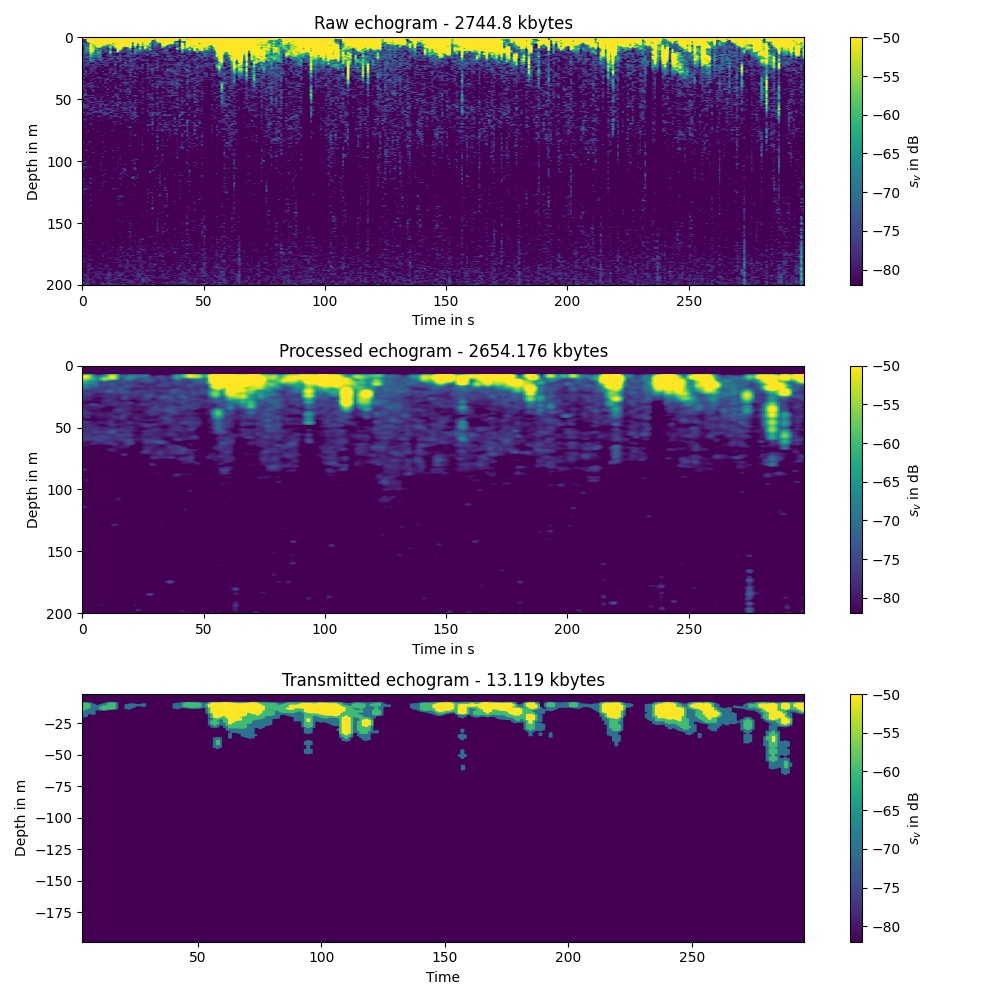 Raw echogram - 2744.8 kbytes
0
50
100
150
200
Depth in m
0 50 100 150 200 250
Time in s
−50
−55
−60
−65
−70
−75
−80
sv in dB
Processed echogram - 2654.176 kbytes
0
50
100
150
200
Depth in m
0 50 100 150 200 250
Time in s
−50
−55
−60
−65
−70
−75
−80
sv in dB
Transmitted echogram - 13.119 kbytes
−25
−50
−75
−100
−125
−150
−175
Depth in m
50 100 150 200 250
Time
−50
−55
−60
−65
−70
−75
−80
sv in dB